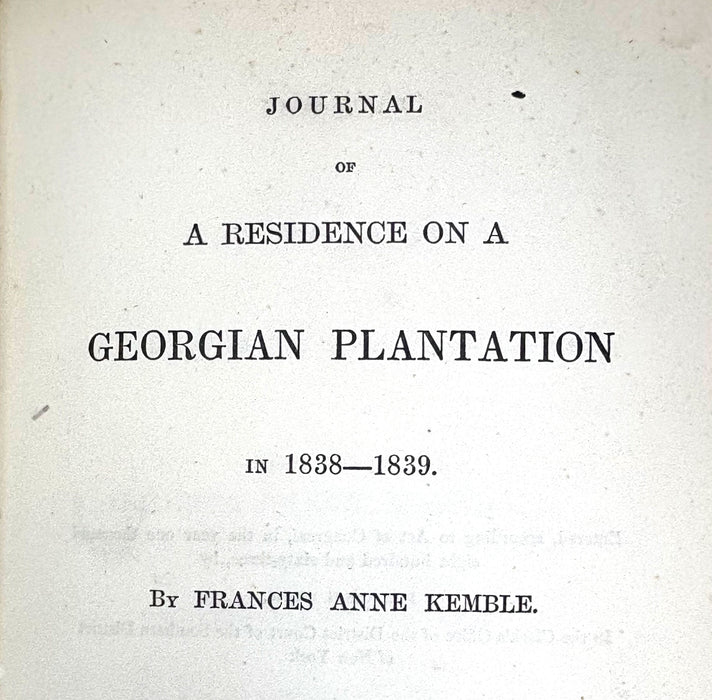 JOURNAL
OF
A RESIDENCE ON A
GEORGIAN PLANTATION
IN 1838—1839.
BY FRANCES ANNE KEMBLE.